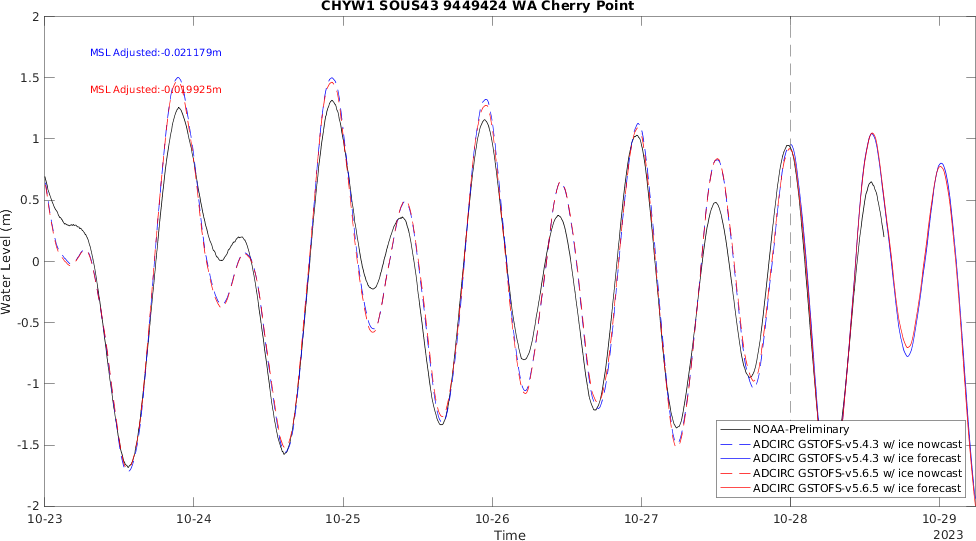 CHYW1 SOUS43 9449424 WA Cherry Point
2
1.5
1
0.5
0
-0.5
-1
-1.5
-2
Water Level (m)
MSL Adjusted:-0.021179m
MSL Adjusted:-0.019925m
NOAA-Preliminary
ADCIRC GSTOFS-v5.4.3 w/ ice nowcast
ADCIRC GSTOFS-v5.4.3 w/ ice forecast
ADCIRC GSTOFS-v5.6.5 w/ ice nowcast
ADCIRC GSTOFS-v5.6.5 w/ ice forecast
10-23 10-24 10-25 10-26 10-27 10-28 10-29
Time 2023